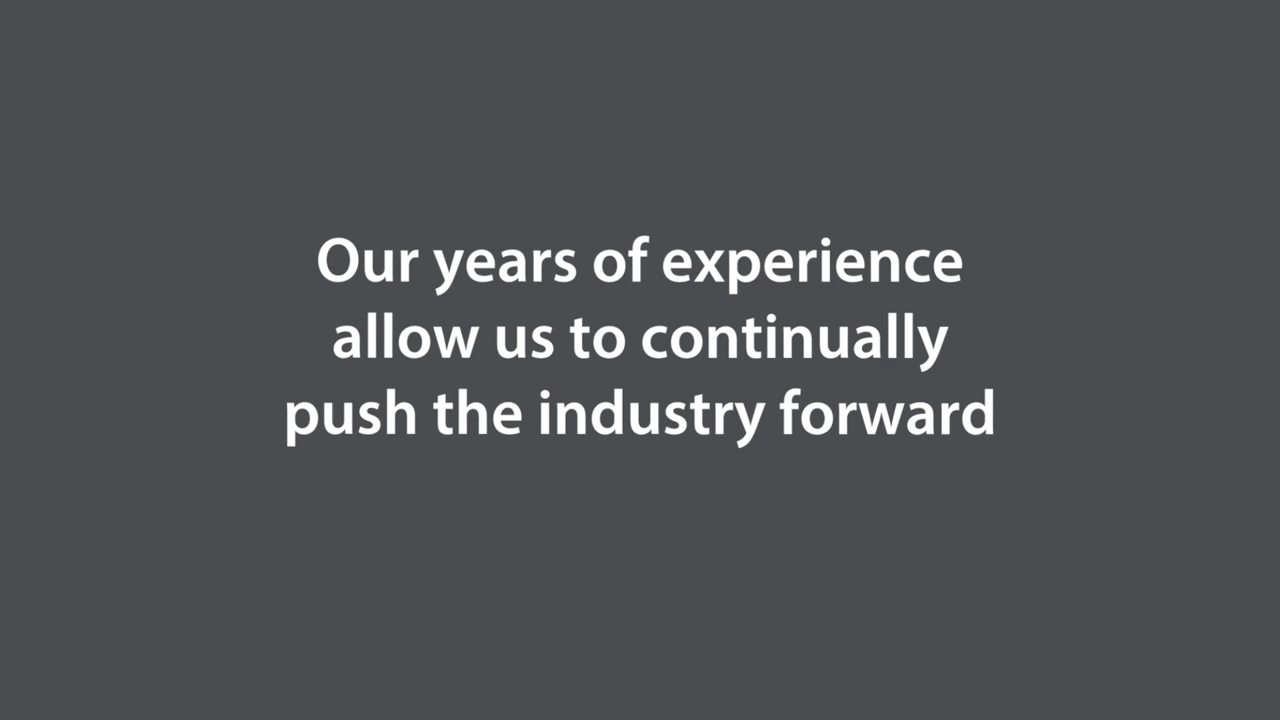 Our years of experience
allow us to continually
push the industry forward